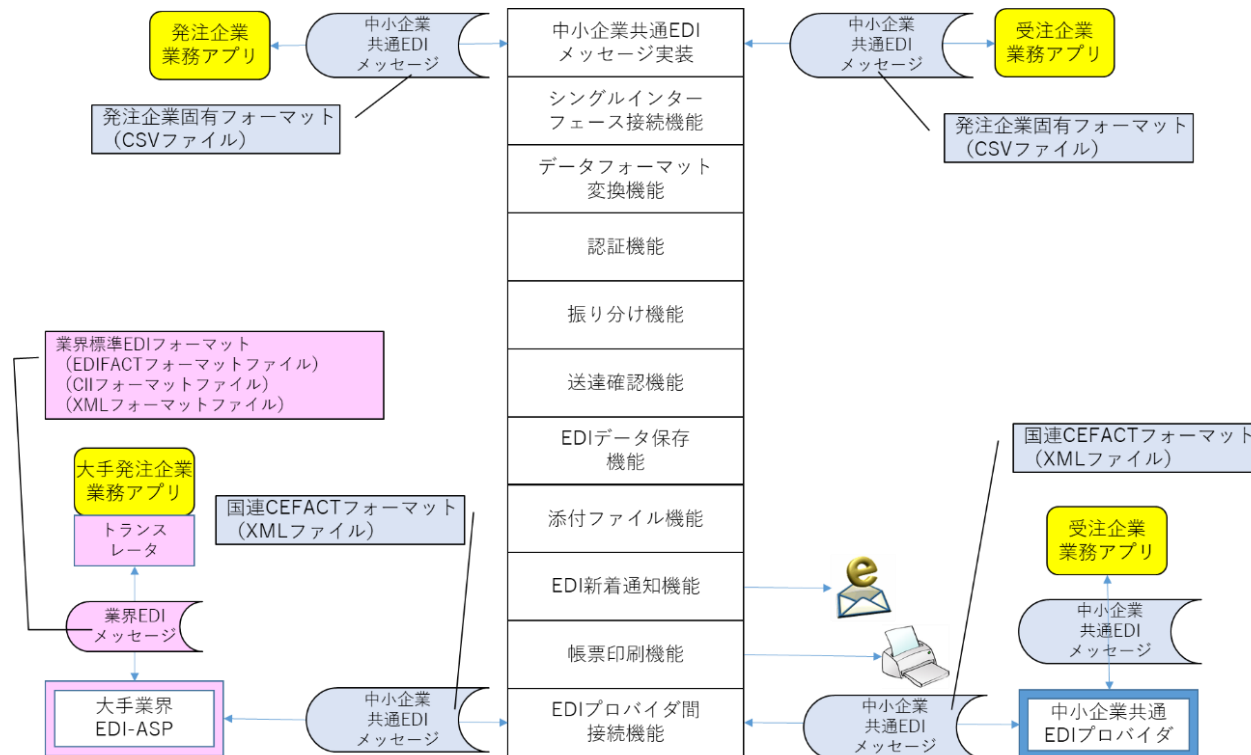 発注企業
業務アプリ
中小企業
共通EDI
メッセージ
中小企業共通EDI
メッセージ実装
中小企業
共通EDI
メッセージ
受注企業
業務アプリ
発注企業固有フォーマット
（CSVファイル）
シングルインター
フェース接続機能
発注企業固有フォーマット
（CSVファイル）
データフォーマット
変換機能
認証機能
振り分け機能
業界標準EDIフォーマット
（EDIFACTフォーマットファイル）
（CIIフォーマットファイル）
（XMLフォーマットファイル）
送達確認機能
EDIデータ保存
機能
国連CEFACTフォーマット
（XMLファイル）
大手発注企業
業務アプリ
トランス
レータ
国連CEFACTフォーマット
（XMLファイル）
添付ファイル機能
受注企業
業務アプリ
EDI新着通知機能
e
業界EDI
メッセージ
帳票印刷機能
中小企業
共通EDI
メッセージ
大手業界
EDI-ASP
中小企業
共通EDI
メッセージ
EDIプロバイダ間
接続機能
中小企業
共通EDI
メッセージ
中小企業共通
EDIプロバイダ